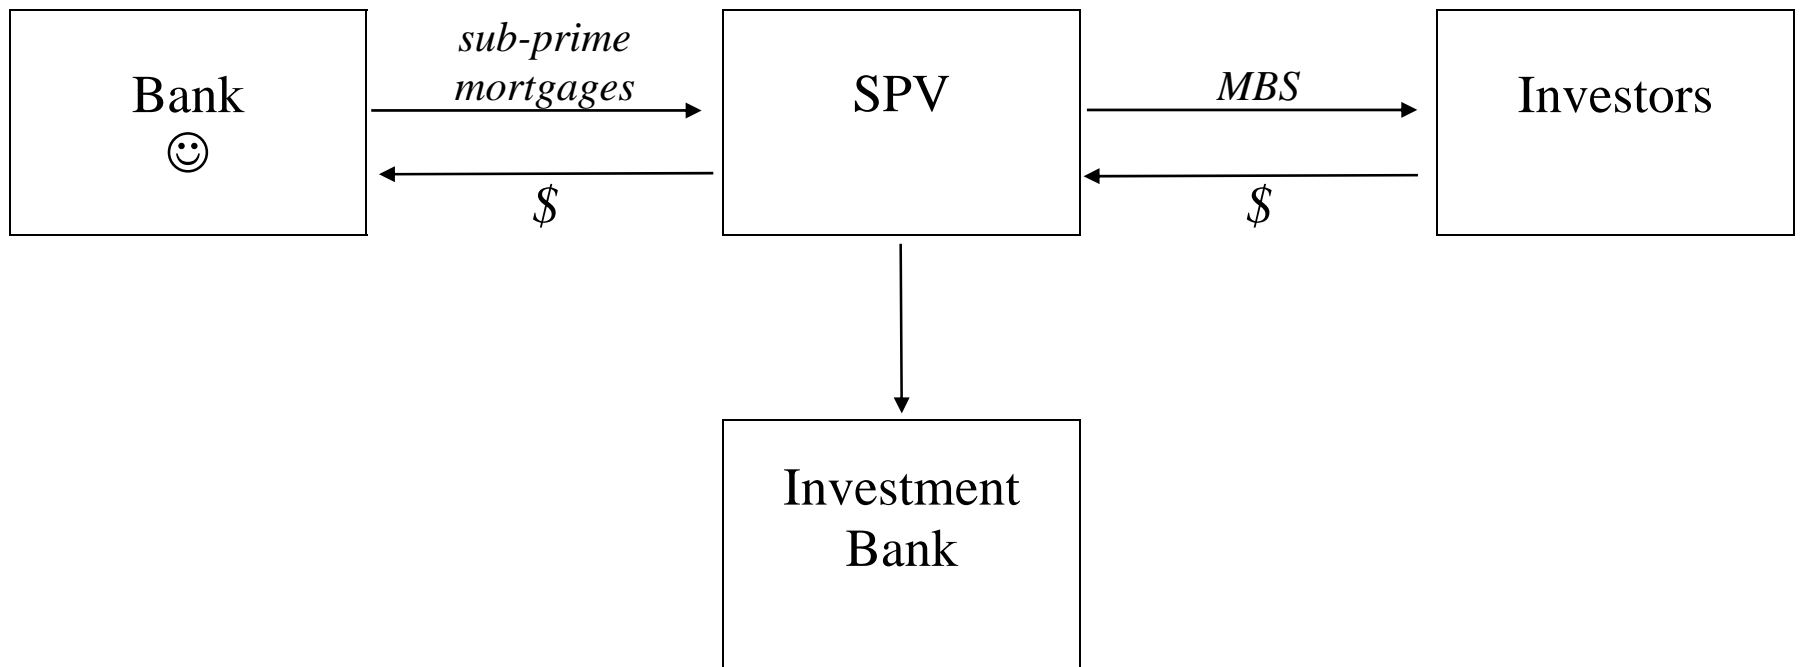 sub-prime
mortgages
Bank
☺
$
SPV
MBS
$
Investors
Investment
Bank